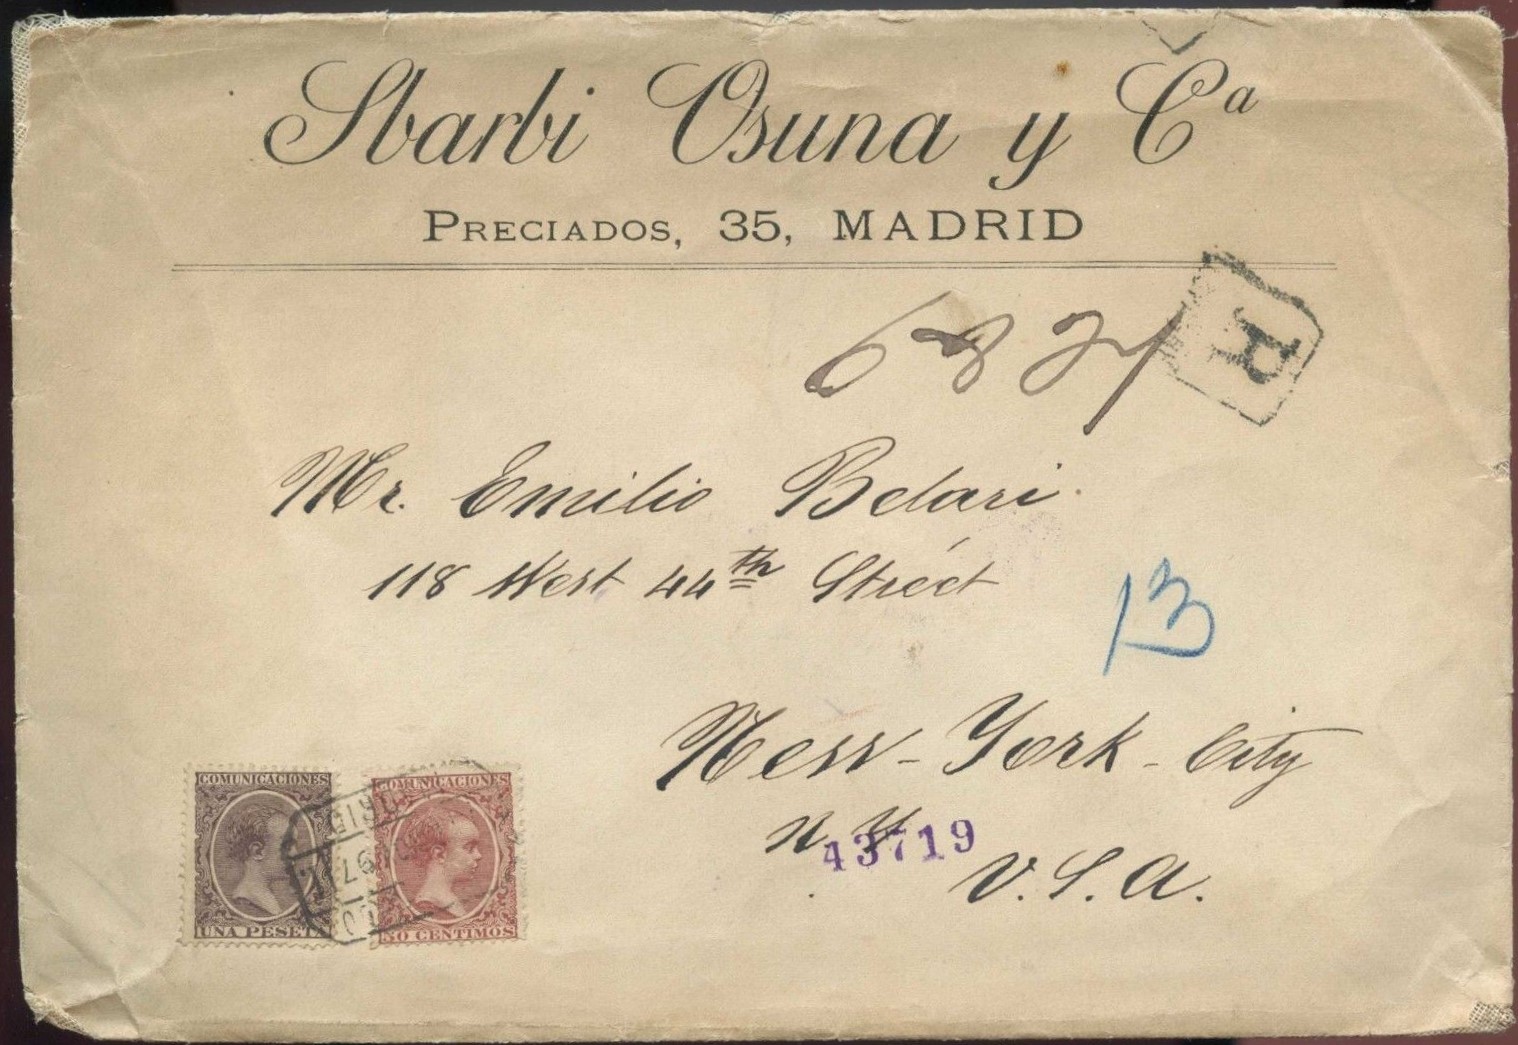 Sbarbi Osuna y Cª
PRECIADOS, 35, MADRID
R
Mr. Emilio Belari
118 West 44th Street
13
New-York-City
N.Y.
43719
U.S.A.
COMUNICACIONES
UNA PESETA
COMUNICACIONES
50 CENTIMOS